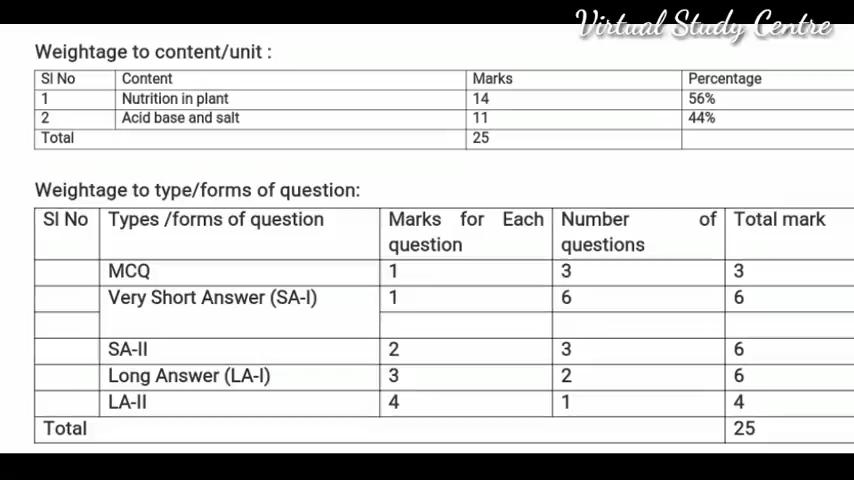 Virtual Study Centre
Weightage to content/unit :
Sl No Content Marks Percentage
1 Nutrition in plant 14 56%
2 Acid base and salt 11 44%
Total 25
Weightage to type/forms of question:
Sl No Types /forms of question Marks for Each question Number of questions Total mark
MCQ 1 3 3
Very Short Answer (SA-I) 1 6 6
SA-II 2 3 6
Long Answer (LA-I) 3 2 6
LA-II 4 1 4
Total 25